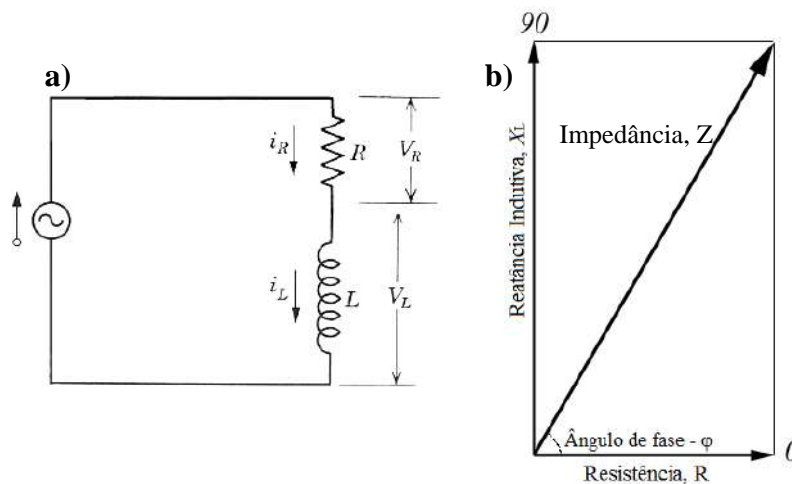 a)
i_R
R
V_R
i_L
L
V_L
b)
90
Impedância, Z
Reatância Indutiva, X_L
Ângulo de fase - φ
0
Resistência, R